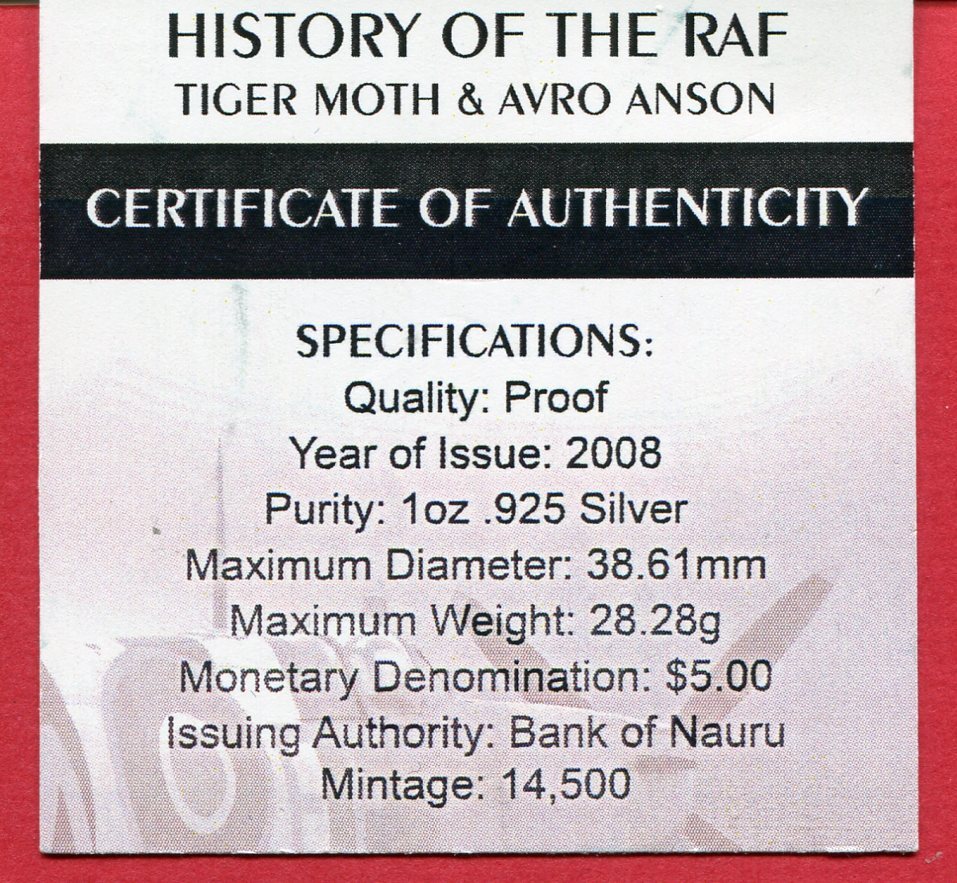 HISTORY OF THE RAF
TIGER MOTH & AVRO ANSON
CERTIFICATE OF AUTHENTICITY
SPECIFICATIONS:
Quality: Proof
Year of Issue: 2008
Purity: 1oz .925 Silver
Maximum Diameter: 38.61mm
Maximum Weight: 28.28g
Monetary Denomination: $5.00
Issuing Authority: Bank of Nauru
Mintage: 14,500